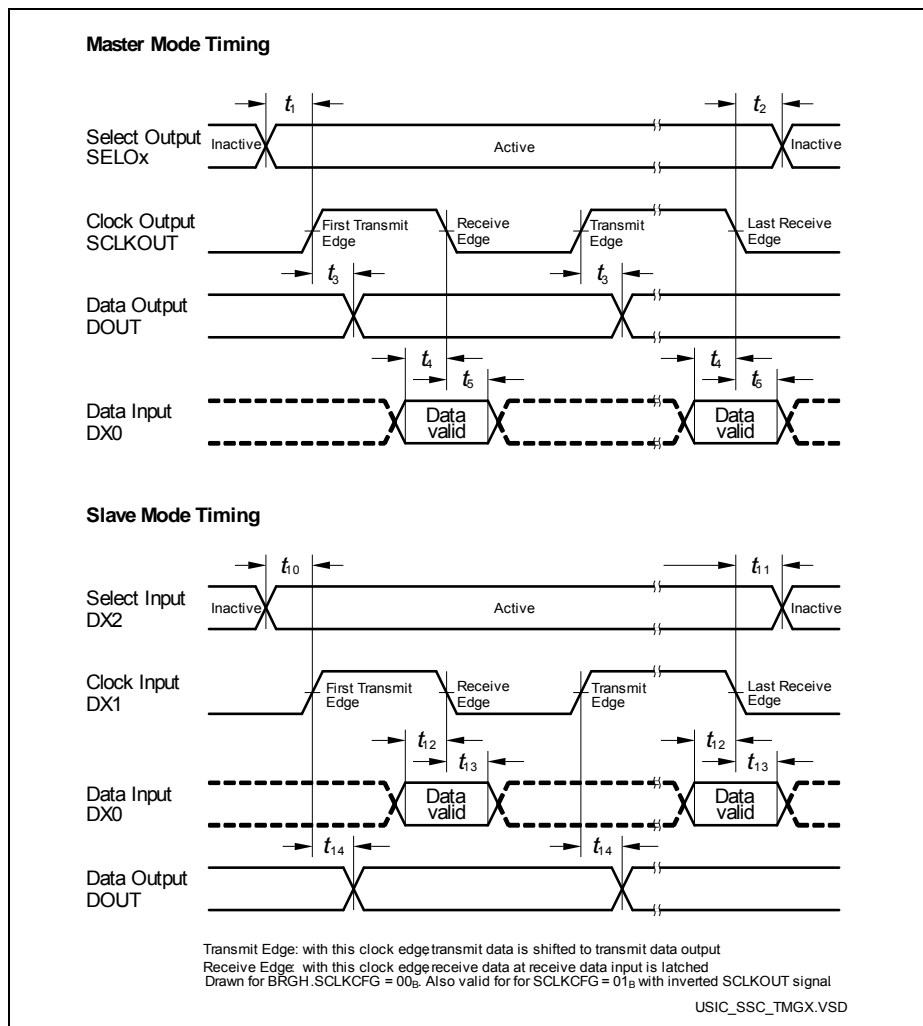 Master Mode Timing
t1
t2
Select Output
SELOx
Inactive
Active
Inactive
Clock Output
SCLKOUT
First Transmit
Edge
Receive
Edge
Transmit
Edge
Last Receive
Edge
t3
t3
Data Output
DOUT
t4
t5
t4
t5
Data Input
DX0
Data
valid
Data
valid
Slave Mode Timing
t10
t11
Select Input
DX2
Inactive
Active
Inactive
Clock Input
DX1
First Transmit
Edge
Receive
Edge
Transmit
Edge
Last Receive
Edge
t12
t13
t12
t13
Data Input
DX0
Data
valid
Data
valid
t14
t14
Data Output
DOUT
Transmit Edge: with this clock edge,transmit data is shifted to transmit data output
Receive Edge: with this clock edge,receive data at receive data input is latched
Drawn for BRGH.SCLKCFG = 00B. Also valid for for SCLKCFG = 01B with inverted SCLKOUT signal
USIC_SSC_TMGX.VSD